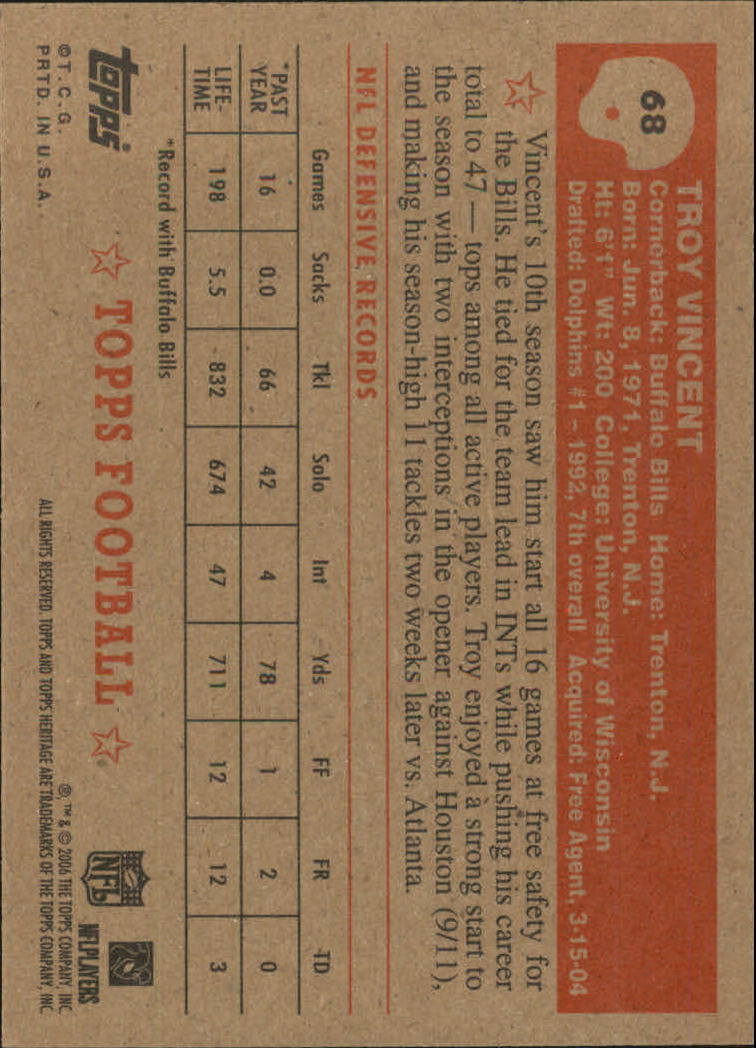 68
TROY VINCENT
Cornerback: Buffalo Bills Home: Trenton, N.J.
Born: Jun. 8, 1971, Trenton, N.J.
Ht: 6'1" Wt: 200 College: University of Wisconsin
Drafted: Dolphins #1 - 1992, 7th overall Acquired: Free Agent, 3-15-04
Vincent's 10th season saw him start all 16 games at free safety for
the Bills. He tied for the team lead in INTs while pushing his career
total to 47 — tops among all active players. Troy enjoyed a strong start to
the season with two interceptions in the opener against Houston (9/11),
and making his season-high 11 tackles two weeks later vs. Atlanta.
NFL DEFENSIVE RECORDS
Games Sacks Tkl Solo Int Yds FF FR TD
*PAST YEAR 16 0.0 66 42 4 78 1 2 0
LIFE-TIME 198 5.5 832 674 47 711 12 12 3
*Record with Buffalo Bills
topps®
☆ TOPPS FOOTBALL ☆
NFL
NFLPLAYERS
©T.C.G.
PRTD. IN U.S.A.
®, ™ & © 2006 THE TOPPS COMPANY, INC.
ALL RIGHTS RESERVED. TOPPS AND TOPPS HERITAGE ARE TRADEMARKS OF THE TOPPS COMPANY, INC.